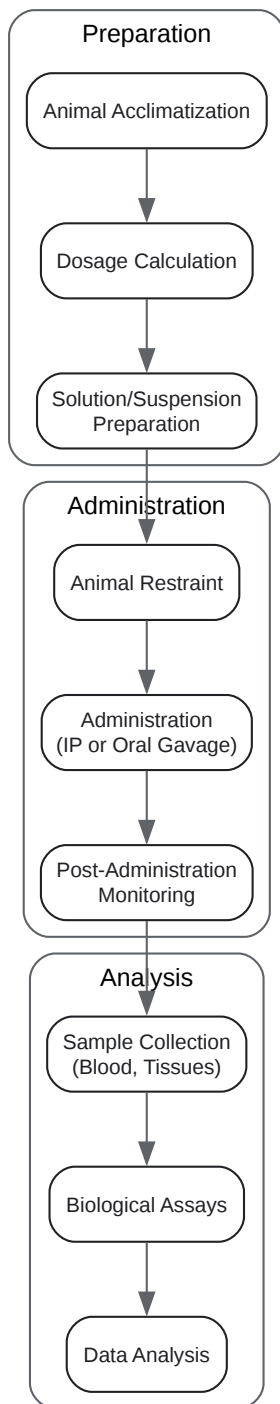 Preparation
Animal Acclimatization
Dosage Calculation
Solution/Suspension
Preparation
Administration
Animal Restraint
Administration
(IP or Oral Gavage)
Post-Administration
Monitoring
Analysis
Sample Collection
(Blood, Tissues)
Biological Assays
Data Analysis